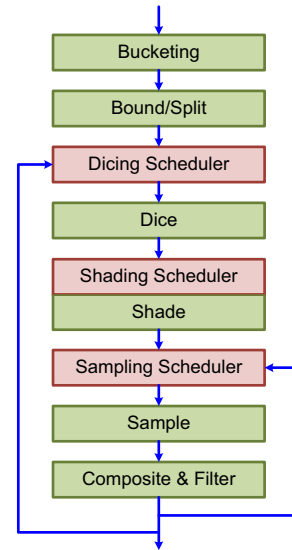 Bucketing
Bound/Split
Dicing Scheduler
Dice
Shading Scheduler
Shade
Sampling Scheduler
Sample
Composite & Filter